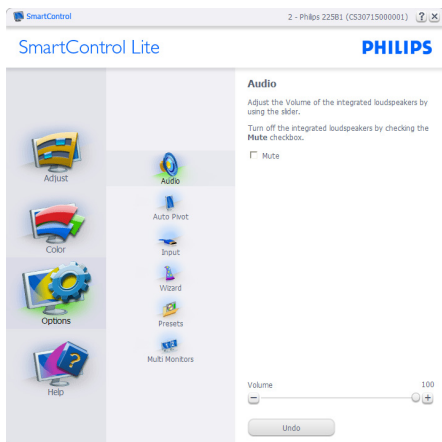 SmartControl
2 - Philips 225B1 (CS30715000001)
? X
SmartControl Lite
PHILIPS
Adjust
Color
Options
Help
Audio
Auto Pivot
Input
Wizard
Presets
Multi Monitors
Audio
Adjust the Volume of the integrated loudspeakers by
using the slider.
Turn off the integrated loudspeakers by checking the
Mute checkbox.
Mute
Volume 100
Undo